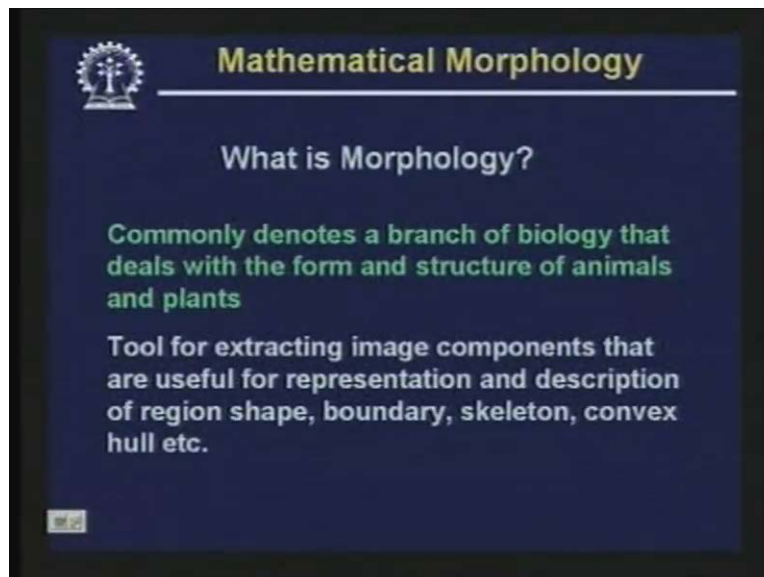 Mathematical Morphology
What is Morphology?
Commonly denotes a branch of biology that
deals with the form and structure of animals
and plants
Tool for extracting image components that
are useful for representation and description
of region shape, boundary, skeleton, convex
hull etc.